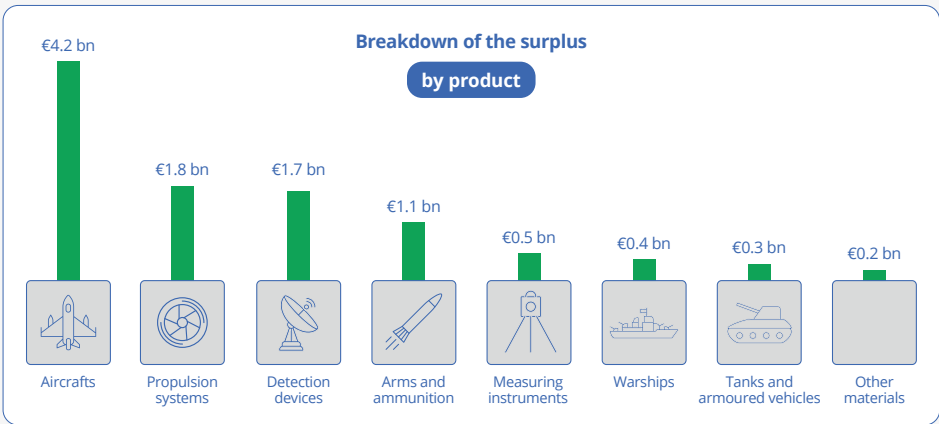 Breakdown of the surplus
by product
€4.2 bn
€1.8 bn
€1.7 bn
€1.1 bn
€0.5 bn
€0.4 bn
€0.3 bn
€0.2 bn
Aircrafts
Propulsion
systems
Detection
devices
Arms and
ammunition
Measuring
instruments
Warships
Tanks and
armoured vehicles
Other
materials